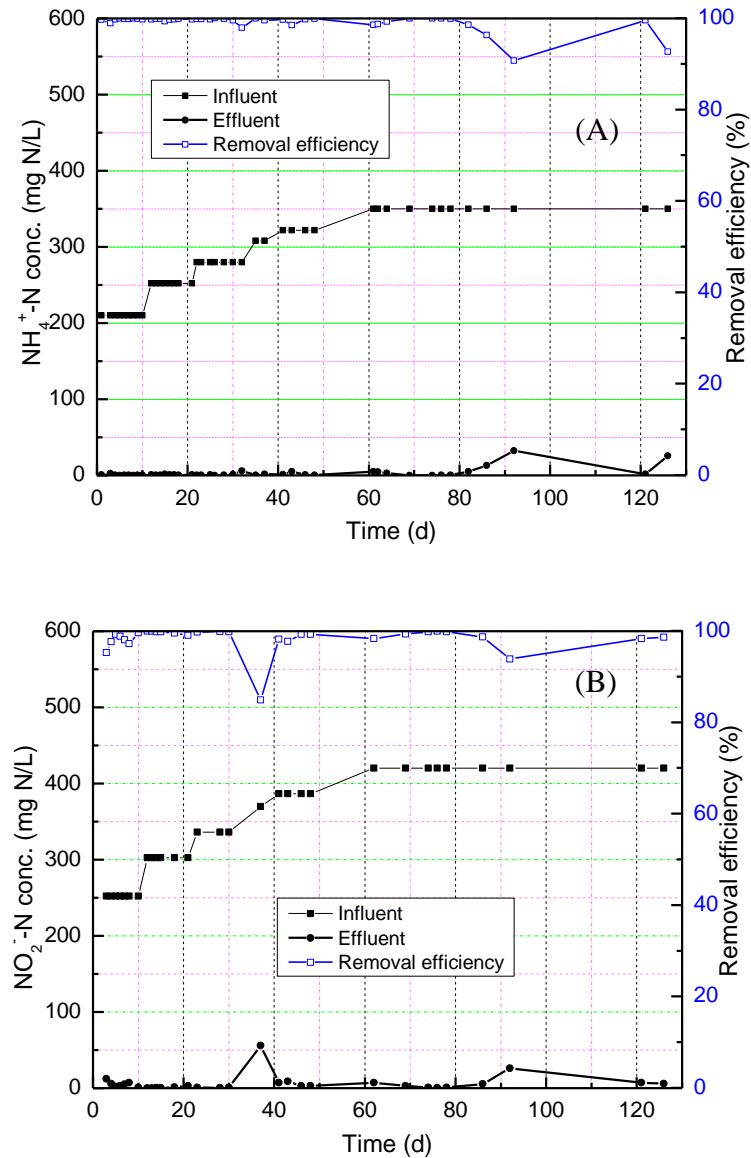 600
500
400
300
200
100
0
NH₄⁺-N conc. (mg N/L)
Influent
Effluent
Removal efficiency
(A)
100
80
60
40
20
0
Removal efficiency (%)
0 20 40 60 80 100 120
Time (d)
600
500
400
300
200
100
0
NO₂⁻-N conc. (mg N/L)
(B)
Influent
Effluent
Removal efficiency
100
80
60
40
20
0
Removal efficiency (%)
0 20 40 60 80 100 120
Time (d)